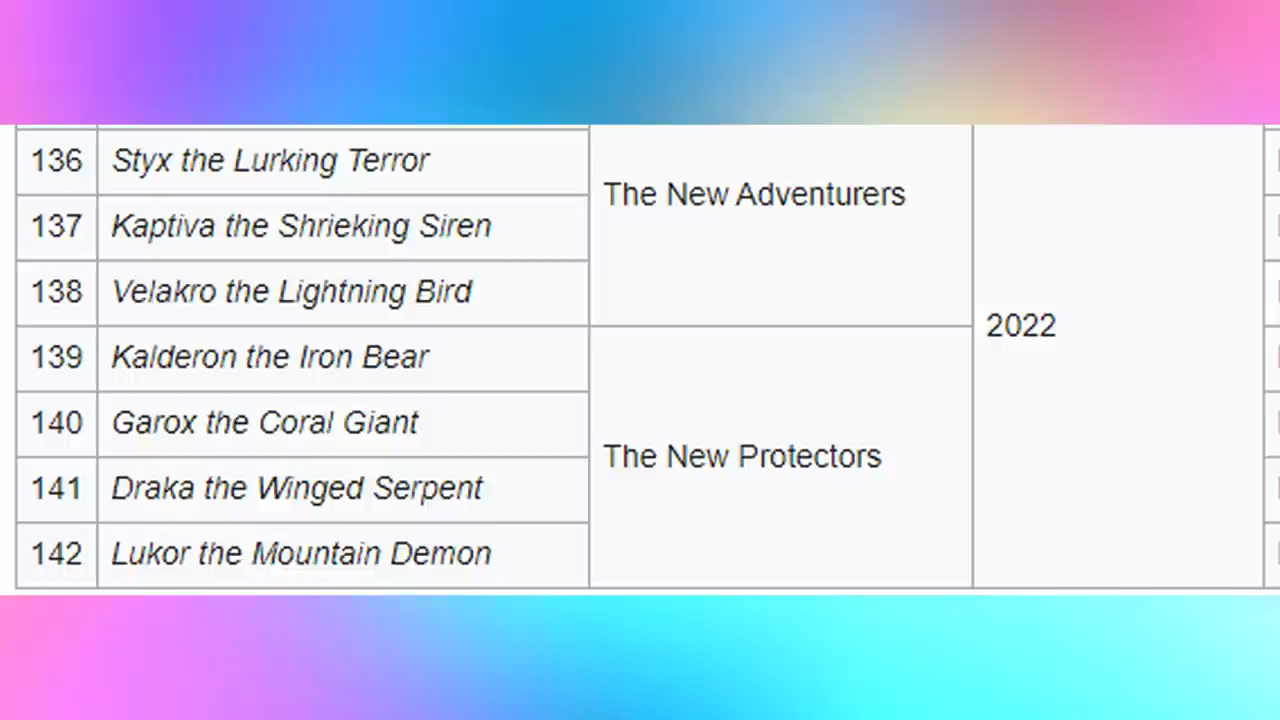 136 Styx the Lurking Terror
The New Adventurers
137 Kaptiva the Shrieking Siren
138 Velakro the Lightning Bird
2022
139 Kalderon the Iron Bear
140 Garox the Coral Giant
The New Protectors
141 Draka the Winged Serpent
142 Lukor the Mountain Demon